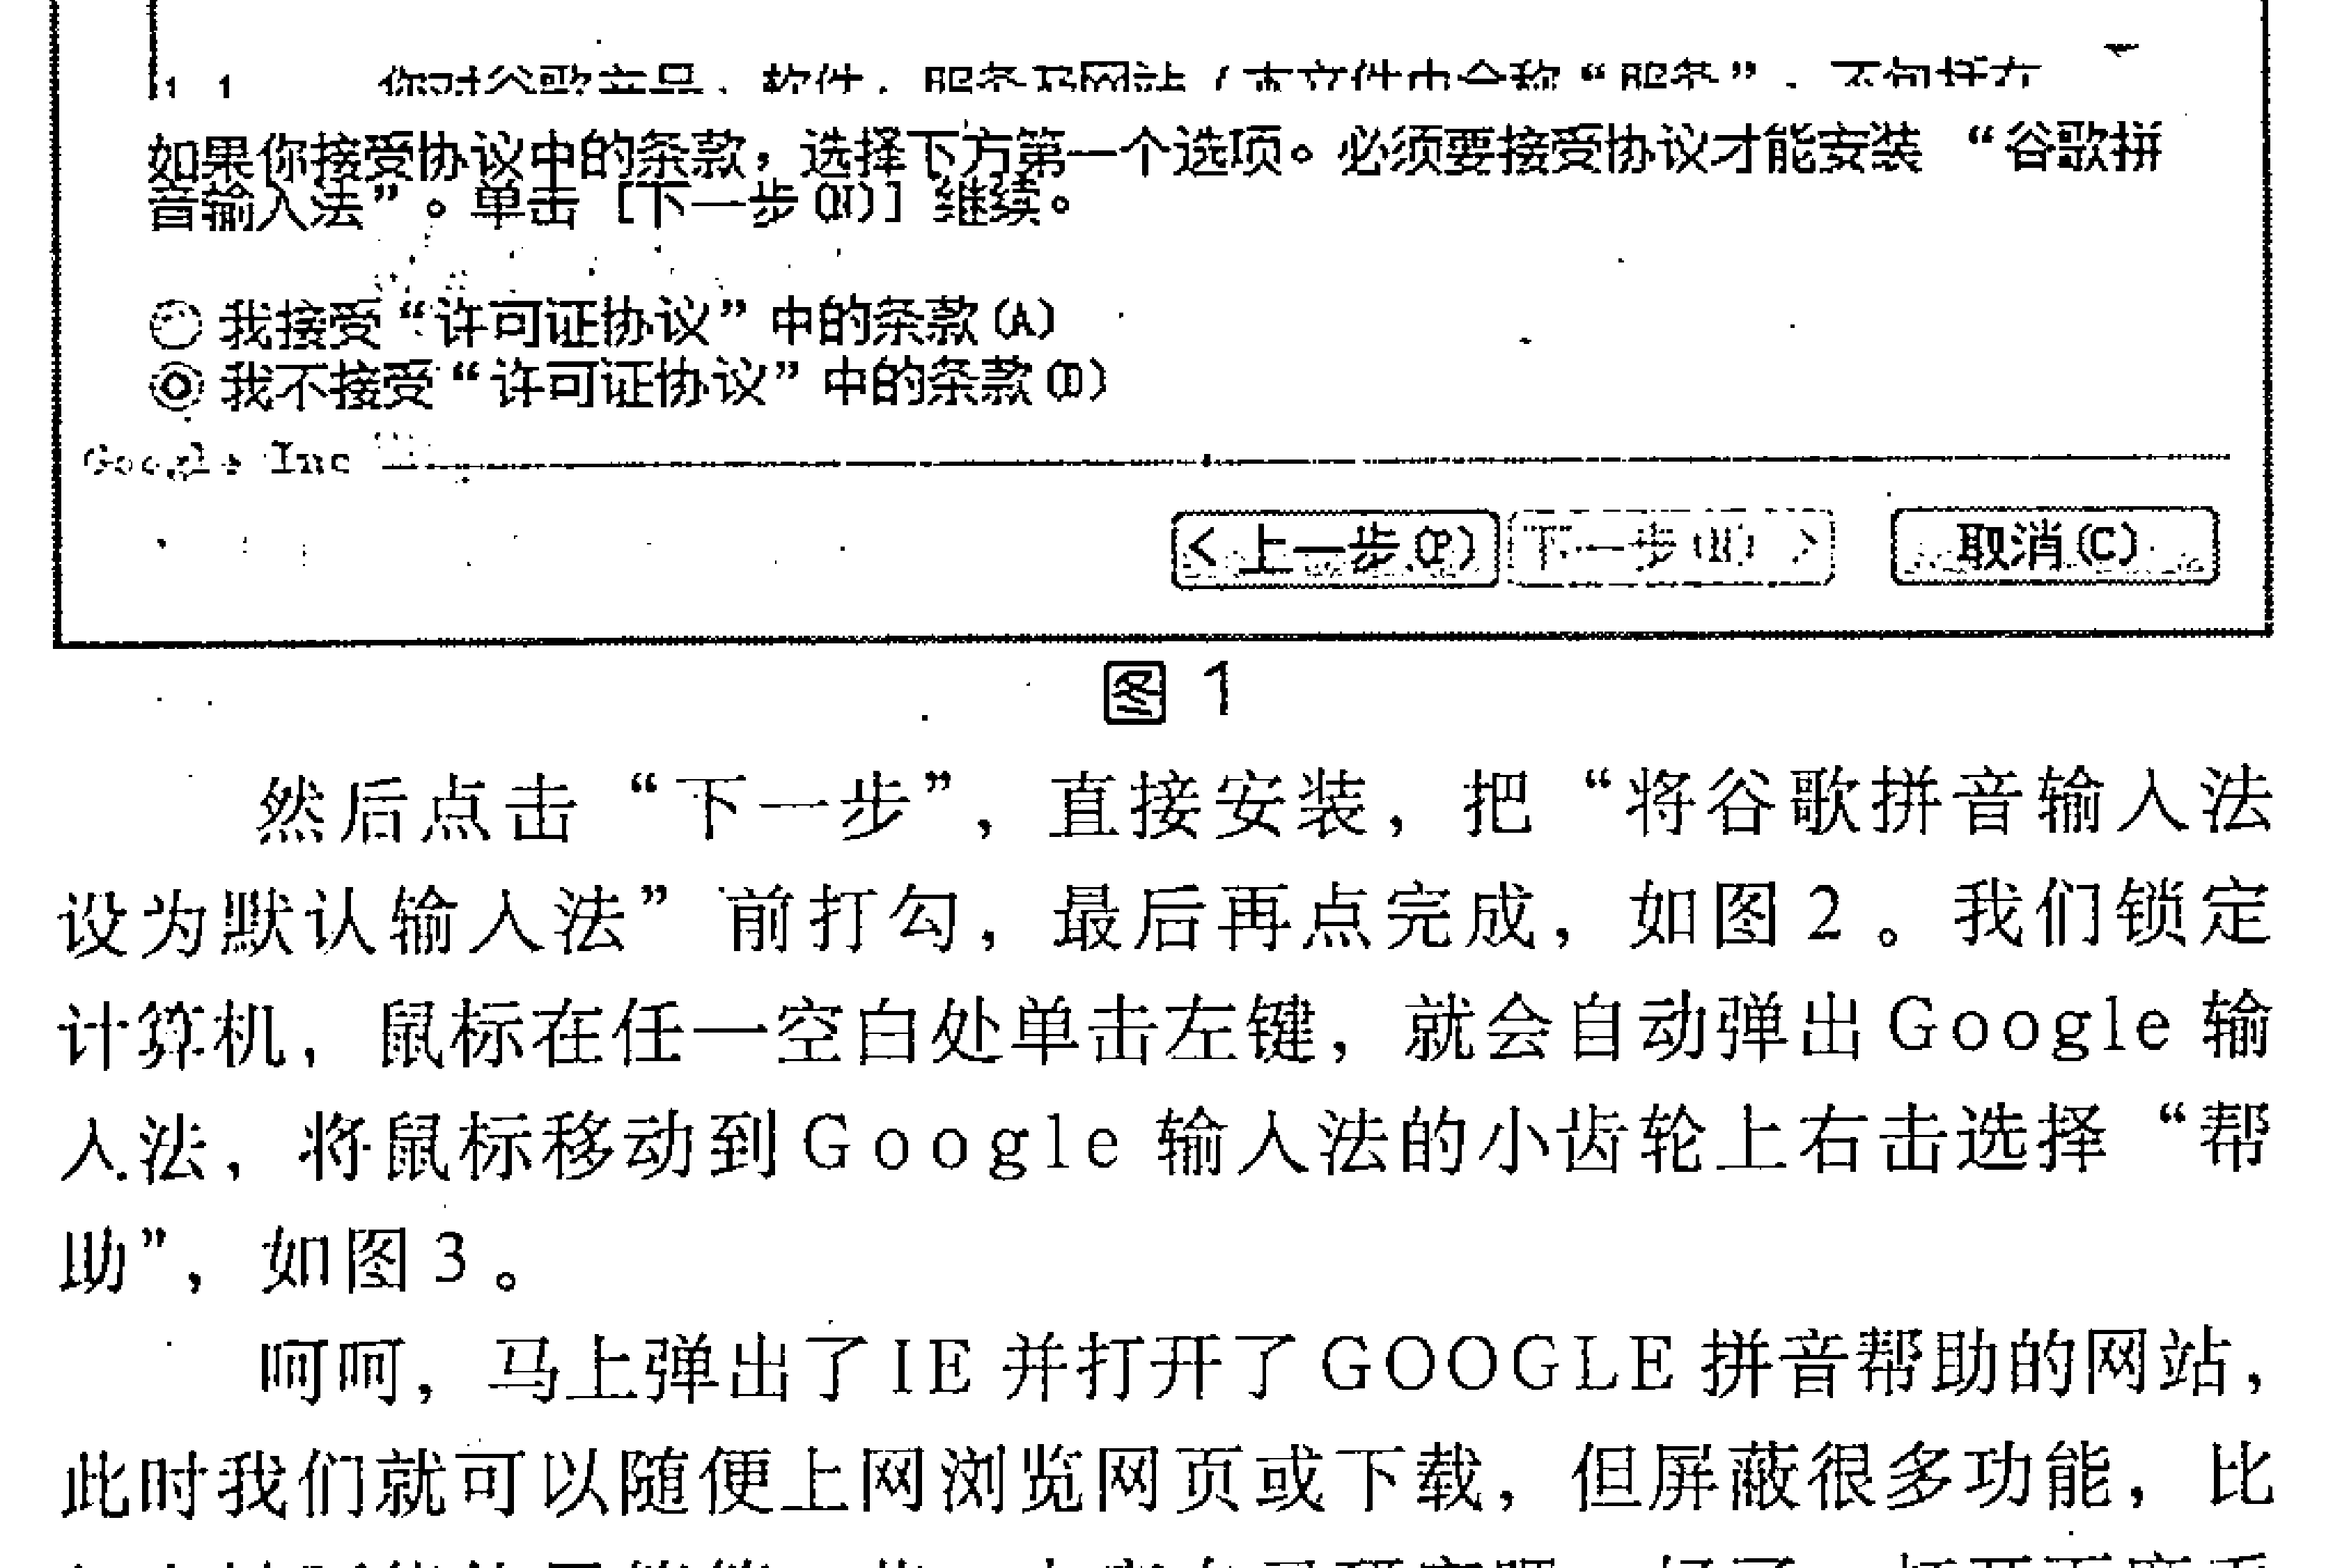 如果你接受协议中的条款，选择下方第一个选项。必须要接受协议才能安装 “谷歌拼
音输入法”。单击 [下一步(N)] 继续。
我接受“许可证协议”中的条款(A)
我不接受“许可证协议”中的条款(D)
Google Inc
< 上一步(P) 下一步(N) > 取消(C)
图 1
然后点击“下一步”，直接安装，把“将谷歌拼音输入法
设为默认输入法”前打勾，最后再点完成，如图2。我们锁定
计算机，鼠标在任一空白处单击左键，就会自动弹出Google输
入法，将鼠标移动到Google输入法的小齿轮上右击选择“帮
助”，如图3。
呵呵，马上弹出了IE并打开了GOOGLE拼音帮助的网站，
此时我们就可以随便上网浏览网页或下载，但屏蔽很多功能，比